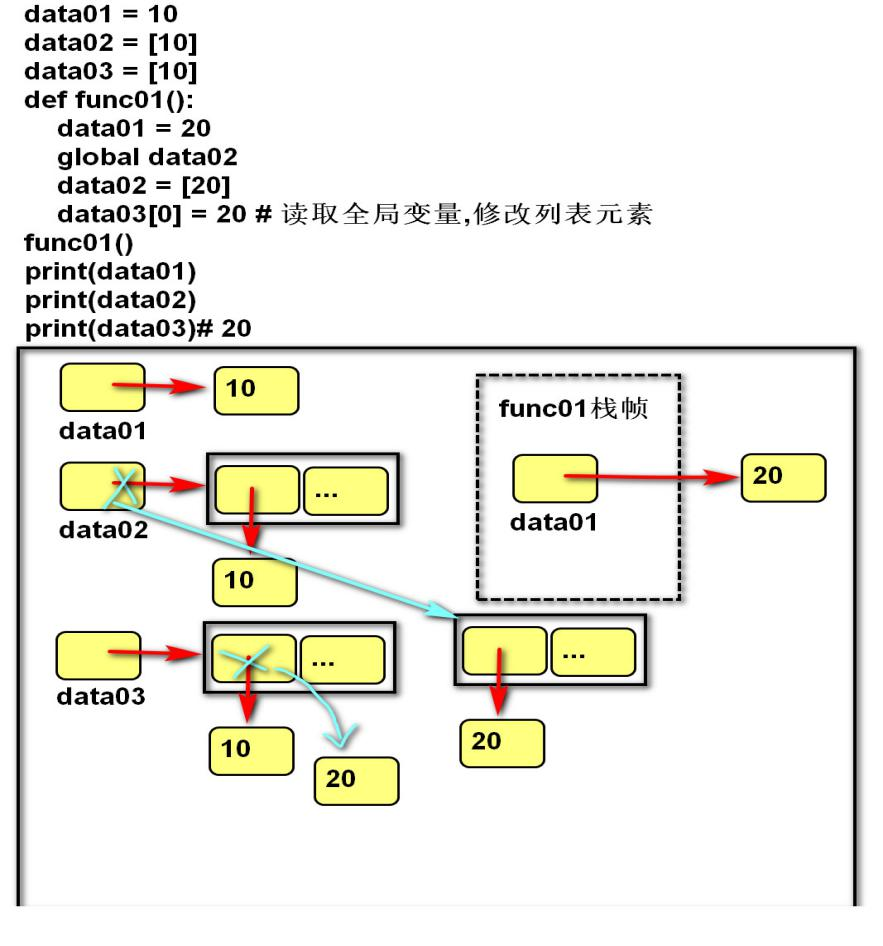 data01 = 10
data02 = [10]
data03 = [10]
def func01():
    data01 = 20
    global data02
    data02 = [20]
    data03[0] = 20 # 读取全局变量,修改列表元素
func01()
print(data01)
print(data02)
print(data03)# 20
10
data01
func01栈帧
20
data01
...
data02
10
...
data03
10
20
...
20